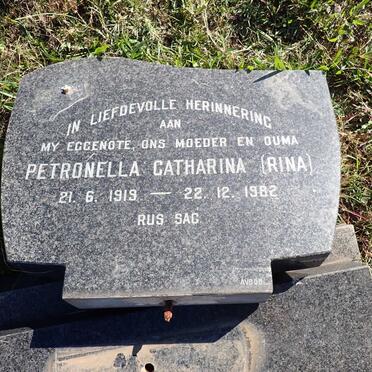 IN LIEFDEVOLLE HERINNERING
AAN
MY EGGENOTE, ONS MOEDER EN OUMA
PETRONELLA CATHARINA (RINA)
21. 6. 1919 — 22. 12. 1982
RUS SAG